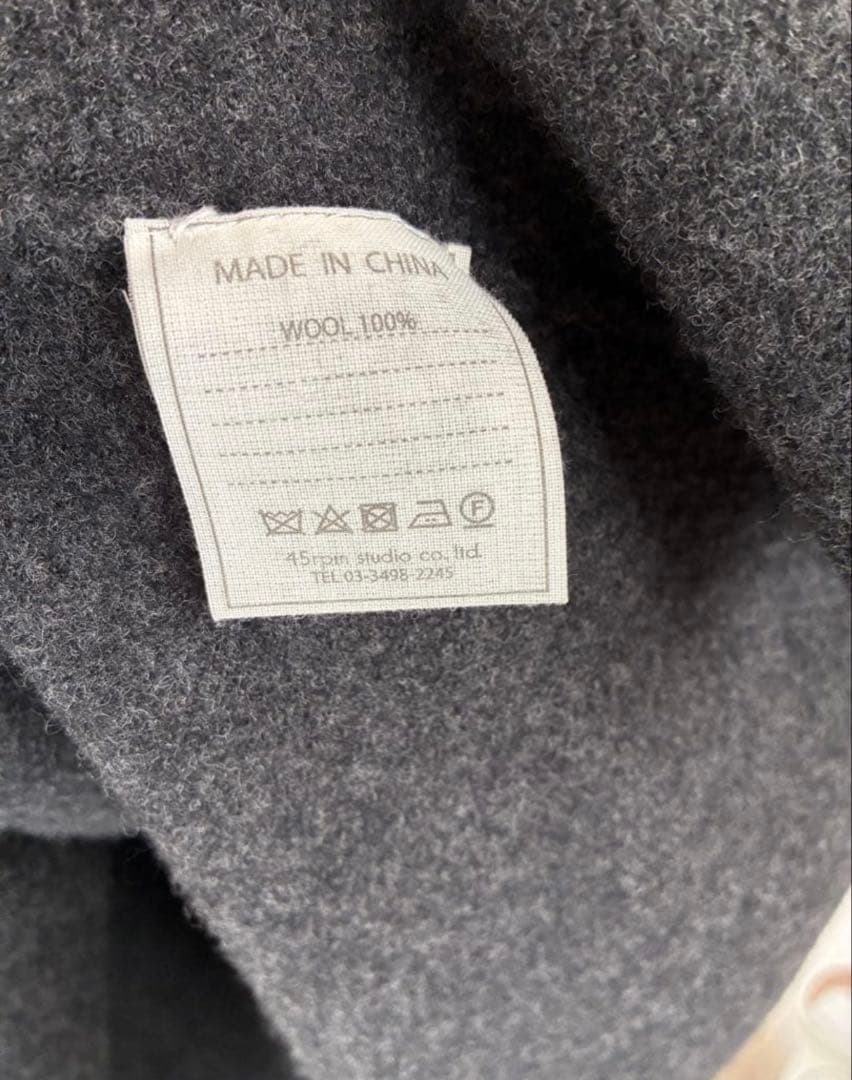 MADE IN CHINA
WOOL 100%
F
45rpm studio co., ltd.
TEL 03-3498-2245